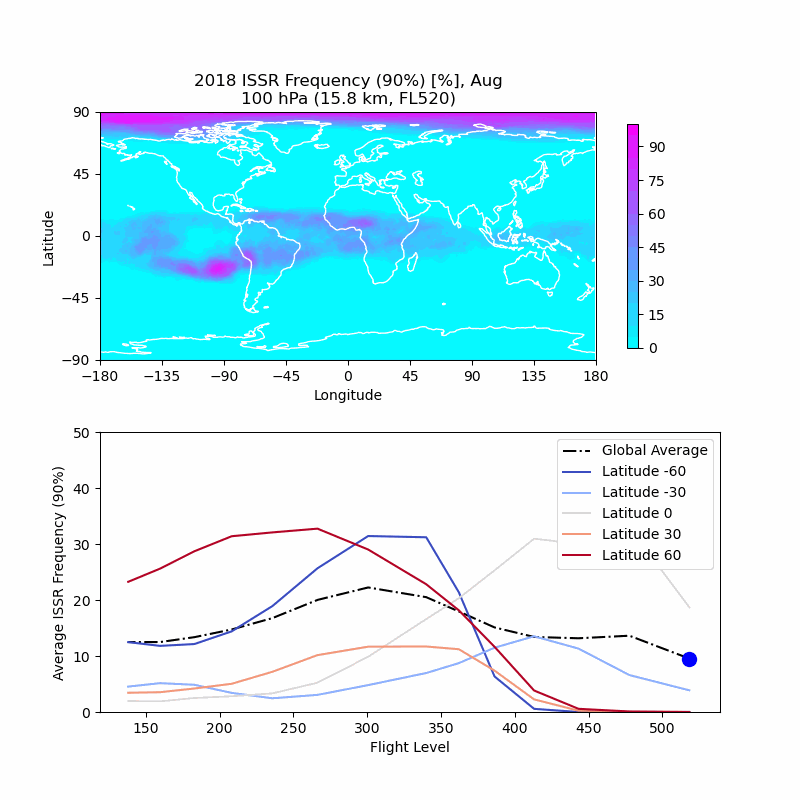 2018 ISSR Frequency (90%) [%], Aug
100 hPa (15.8 km, FL520)
90
45
0
−45
−90
Latitude
−180 −135 −90 −45 0 45 90 135 180
Longitude
90
75
60
45
30
15
0
50
40
30
20
10
0
Average ISSR Frequency (90%)
Global Average
Latitude -60
Latitude -30
Latitude 0
Latitude 30
Latitude 60
150 200 250 300 350 400 450 500
Flight Level